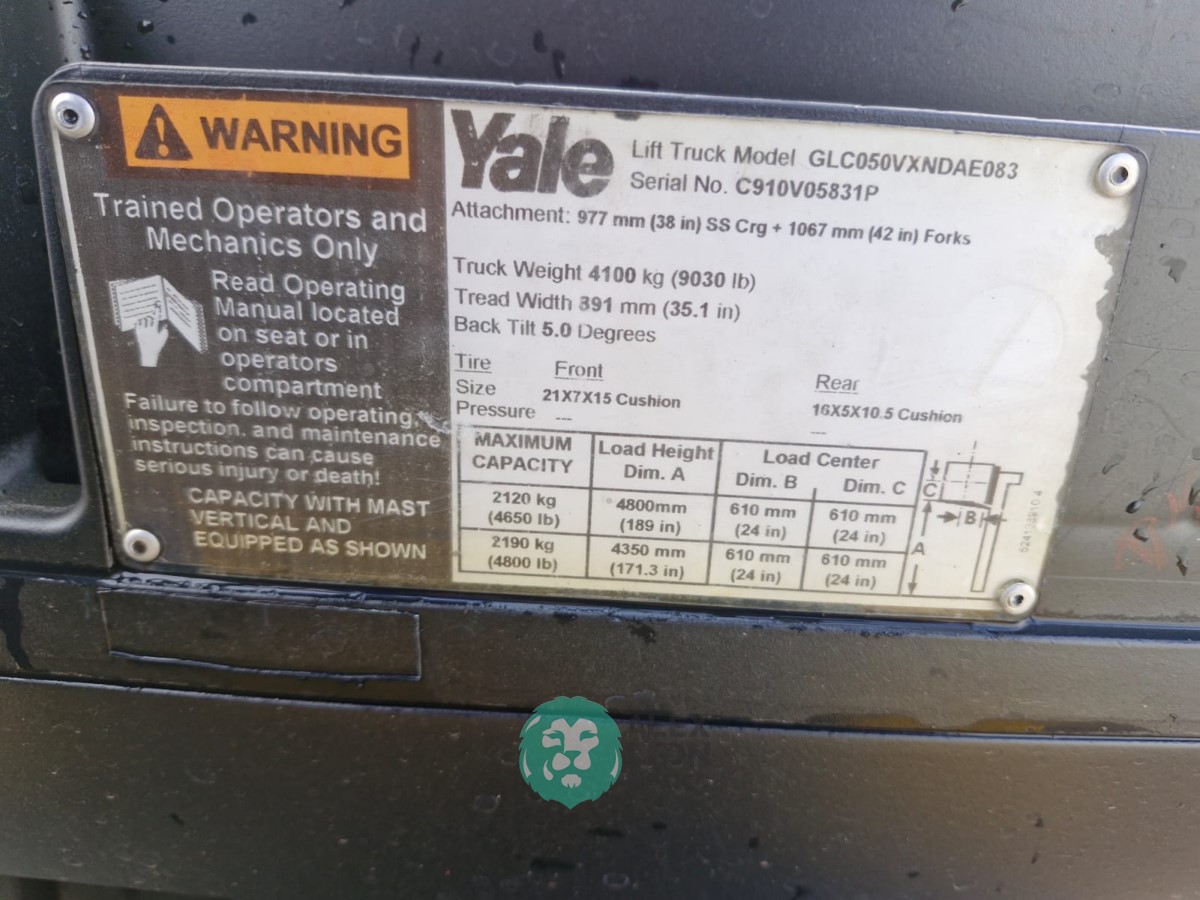 WARNING
Trained Operators and
Mechanics Only
Read Operating
Manual located
on seat or in
operators
compartment
Failure to follow operating,
inspection, and maintenance
instructions can cause
serious injury or death!
CAPACITY WITH MAST
VERTICAL AND
EQUIPPED AS SHOWN
Yale
Lift Truck Model GLC050VXNDAE083
Serial No. C910V05831P
Attachment: 977 mm (38 in) SS Crg + 1067 mm (42 in) Forks
Truck Weight 4100 kg (9030 lb)
Tread Width 891 mm (35.1 in)
Back Tilt 5.0 Degrees
Tire Front Rear
Size 21X7X15 Cushion 16X5X10.5 Cushion
Pressure --- ---
MAXIMUM CAPACITY Load Height Dim. A Load Center Dim. B Dim. C
2120 kg 4800mm 610 mm 610 mm
(4650 lb) (189 in) (24 in) (24 in)
2190 kg 4350 mm 610 mm 610 mm
(4800 lb) (171.3 in) (24 in) (24 in)
C
B
A